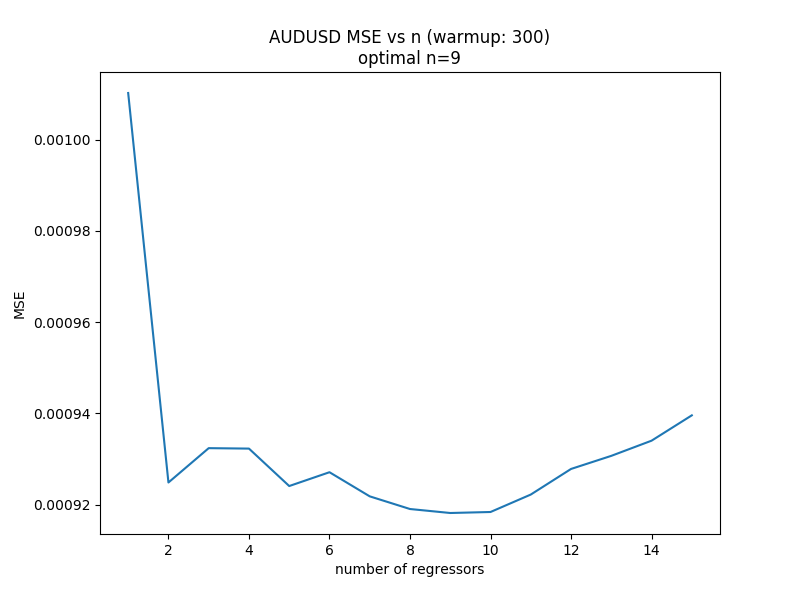 AUDUSD MSE vs n (warmup: 300)
optimal n=9
0.00100
0.00098
0.00096
0.00094
0.00092
MSE
2 4 6 8 10 12 14
number of regressors